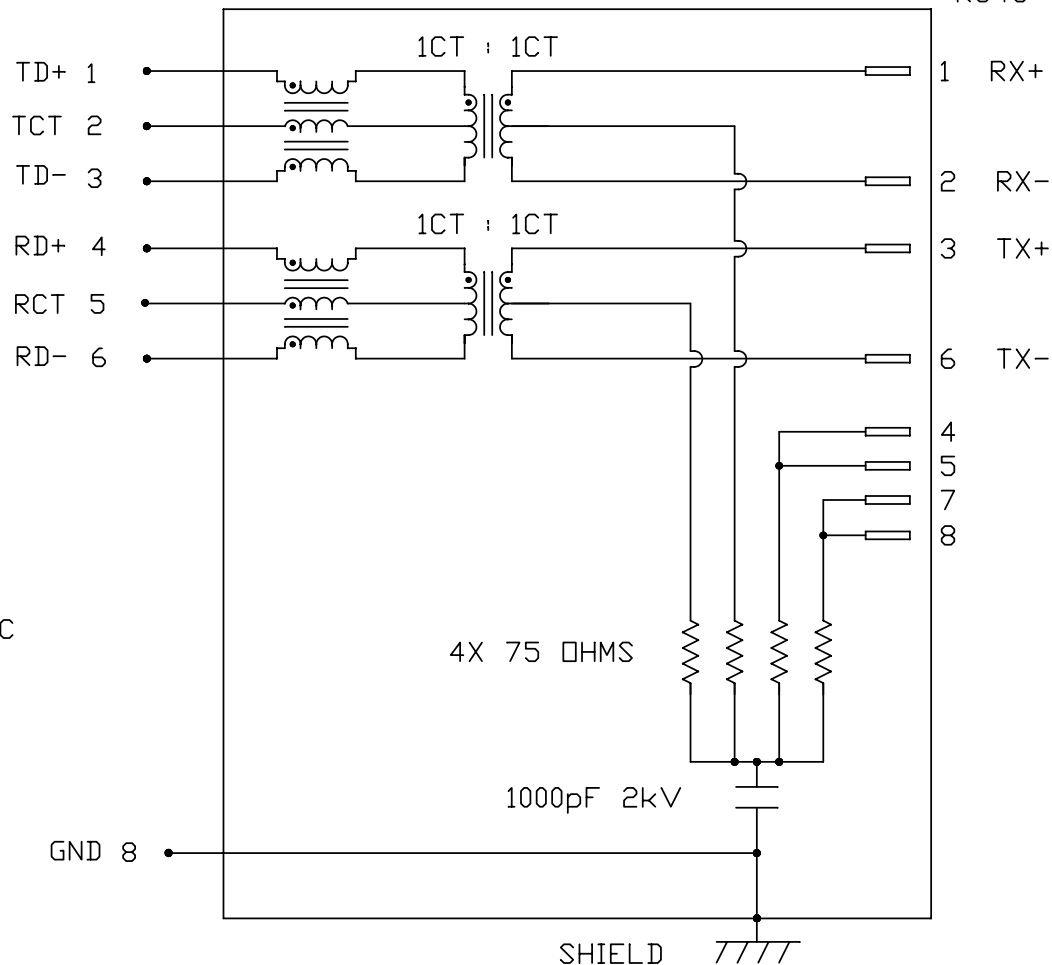 1CT : 1CT
TD+ 1
1 RX+
TCT 2
TD- 3
2 RX-
1CT : 1CT
RD+ 4
3 TX+
RCT 5
RD- 6
6 TX-
4
5
7
8
C
4X 75 OHMS
1000pF 2kV
GND 8
SHIELD